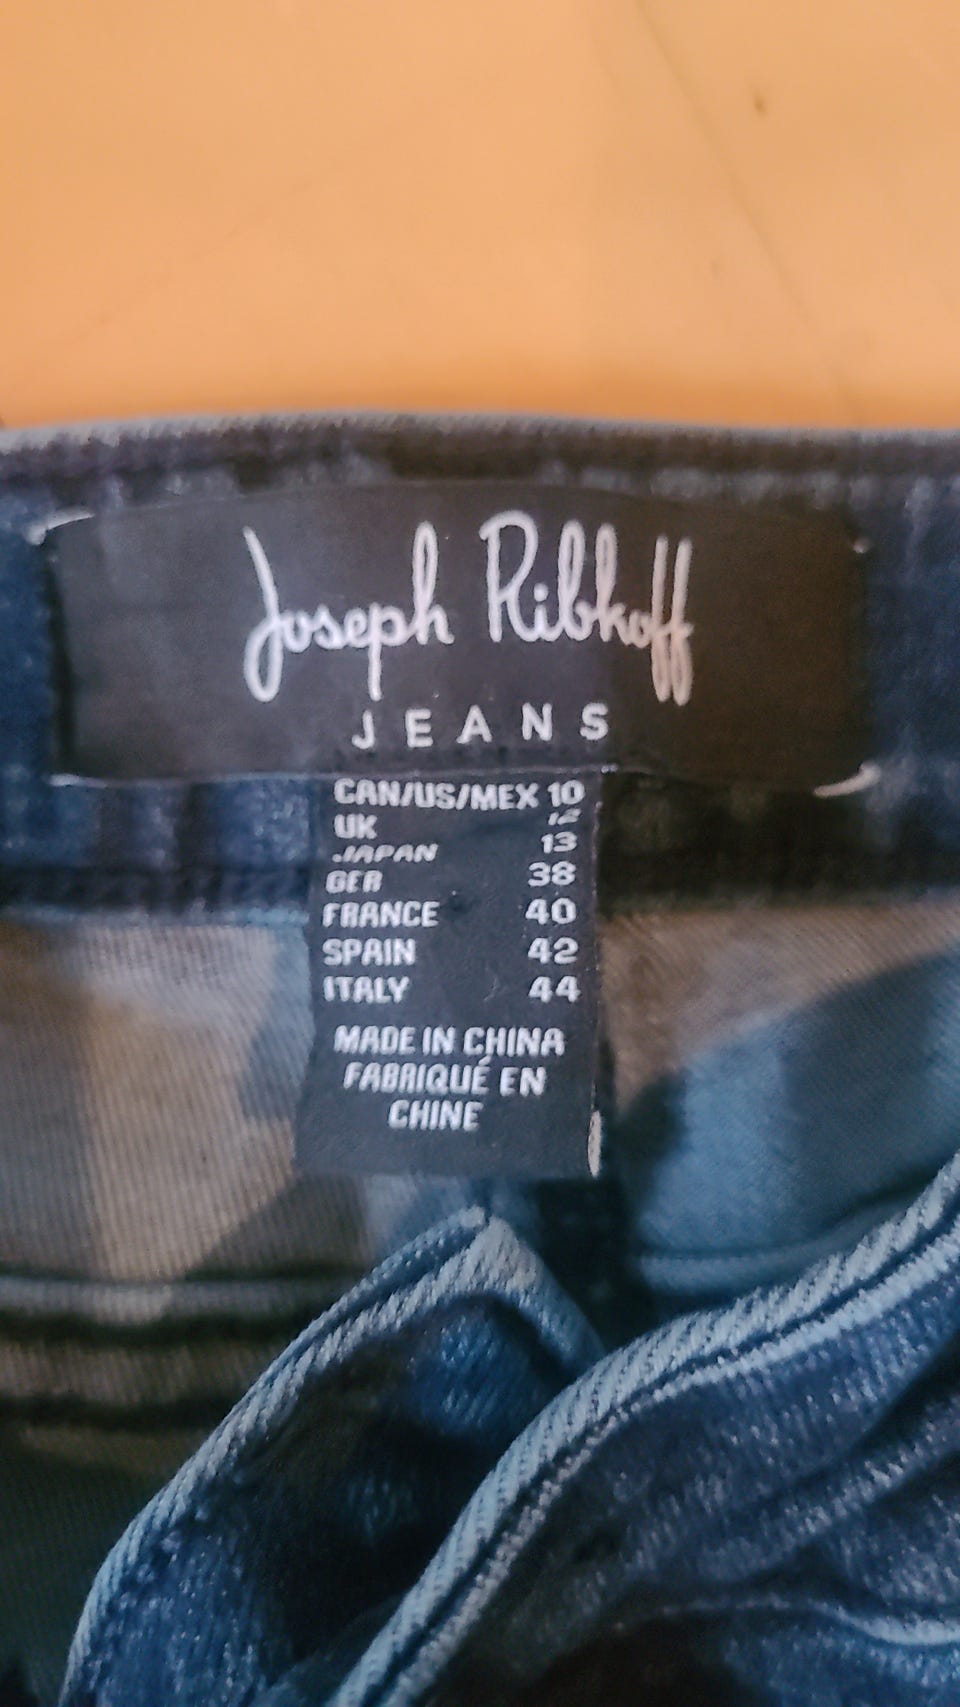 Joseph Ribkoff
JEANS
CAN/US/MEX 10
UK 12
JAPAN 13
GER 38
FRANCE 40
SPAIN 42
ITALY 44
MADE IN CHINA
FABRIQUÉ EN
CHINE